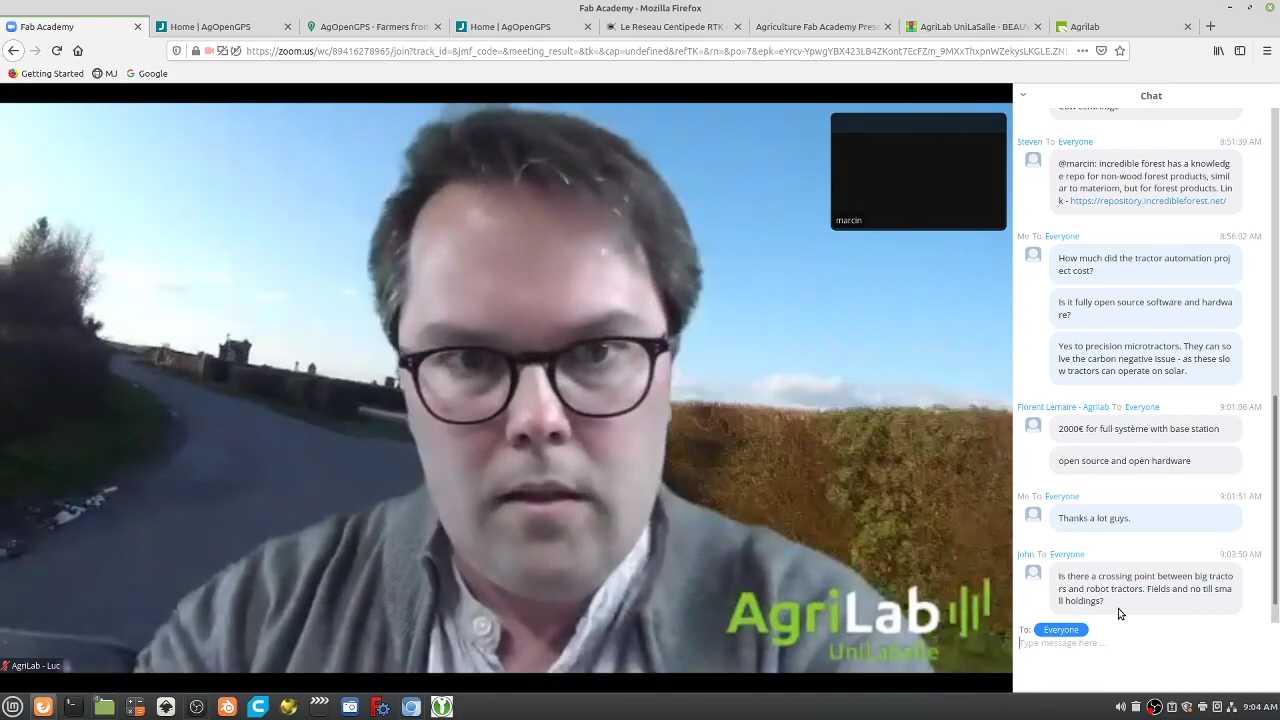 Fab Academy - Mozilla Firefox
Fab Academy
Home | AgOpenGPS
AgOpenGPS - Farmers from
Home | AgOpenGPS
Le Reseau CentipedeRTK
Agriculture Fab Academy Prese
AgriLab UniLaSalle - BEAUV
Agrilab
https://zoom.us/wc/89416278965/join?track_id=&jmf_code=&meeting_result=&tk=&cap=undefined&refTK=&rn=&po=7&epk=eYrcv-YpwgYBX423LB4ZKont7EcFZm_9MXxThxpnWZekysLKGLE.ZN
Getting Started
MJ
Google
marcin
AgriLab
UniLaSalle
AgriLab - Luc
Chat
Steven To Everyone 8:51:39 AM
@marcin: incredible forest has a knowledg
e repo for non-wood forest products, simil
ar to materiom, but for forest products. Lin
k - https://repository.incredibleforest.net/
Me To Everyone 8:56:02 AM
How much did the tractor automation proj
ect cost?
Is it fully open source software and hardwa
re?
Yes to precision microtractors. They can so
lve the carbon negative issue - as these slo
w tractors can operate on solar.
Florent Lemaire - Agrilab To Everyone 9:01:06 AM
2000€ for full système with base station
open source and open hardware
Me To Everyone 9:01:51 AM
Thanks a lot guys.
John To Everyone 9:03:50 AM
Is there a crossing point between big tracto
rs and robot tractors. Fields and no till sma
ll holdings?
To: Everyone
Type message here ...
9:04 AM